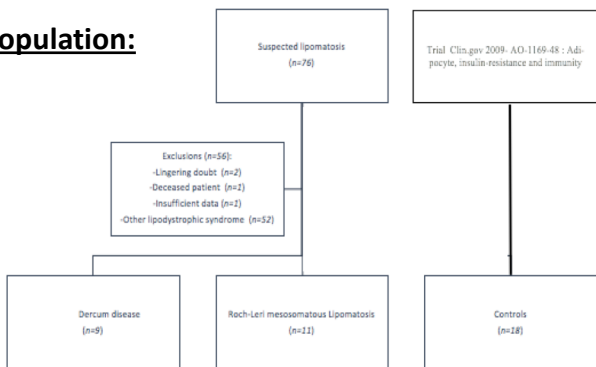 opulation:
Suspected lipomatosis
(n=76)
Trial Clin.gov 2009- AO-1169-48 : Adi-
pocyte, insulin-resistance and immunity
Exclusions (n=56):
-Lingering doubt (n=2)
-Deceased patient (n=1)
-Insufficient data (n=1)
-Other lipodystrophic syndrome (n=52)
Dercum disease
(n=9)
Roch-Leri mesosomatous Lipomatosis
(n=11)
Controls
(n=18)